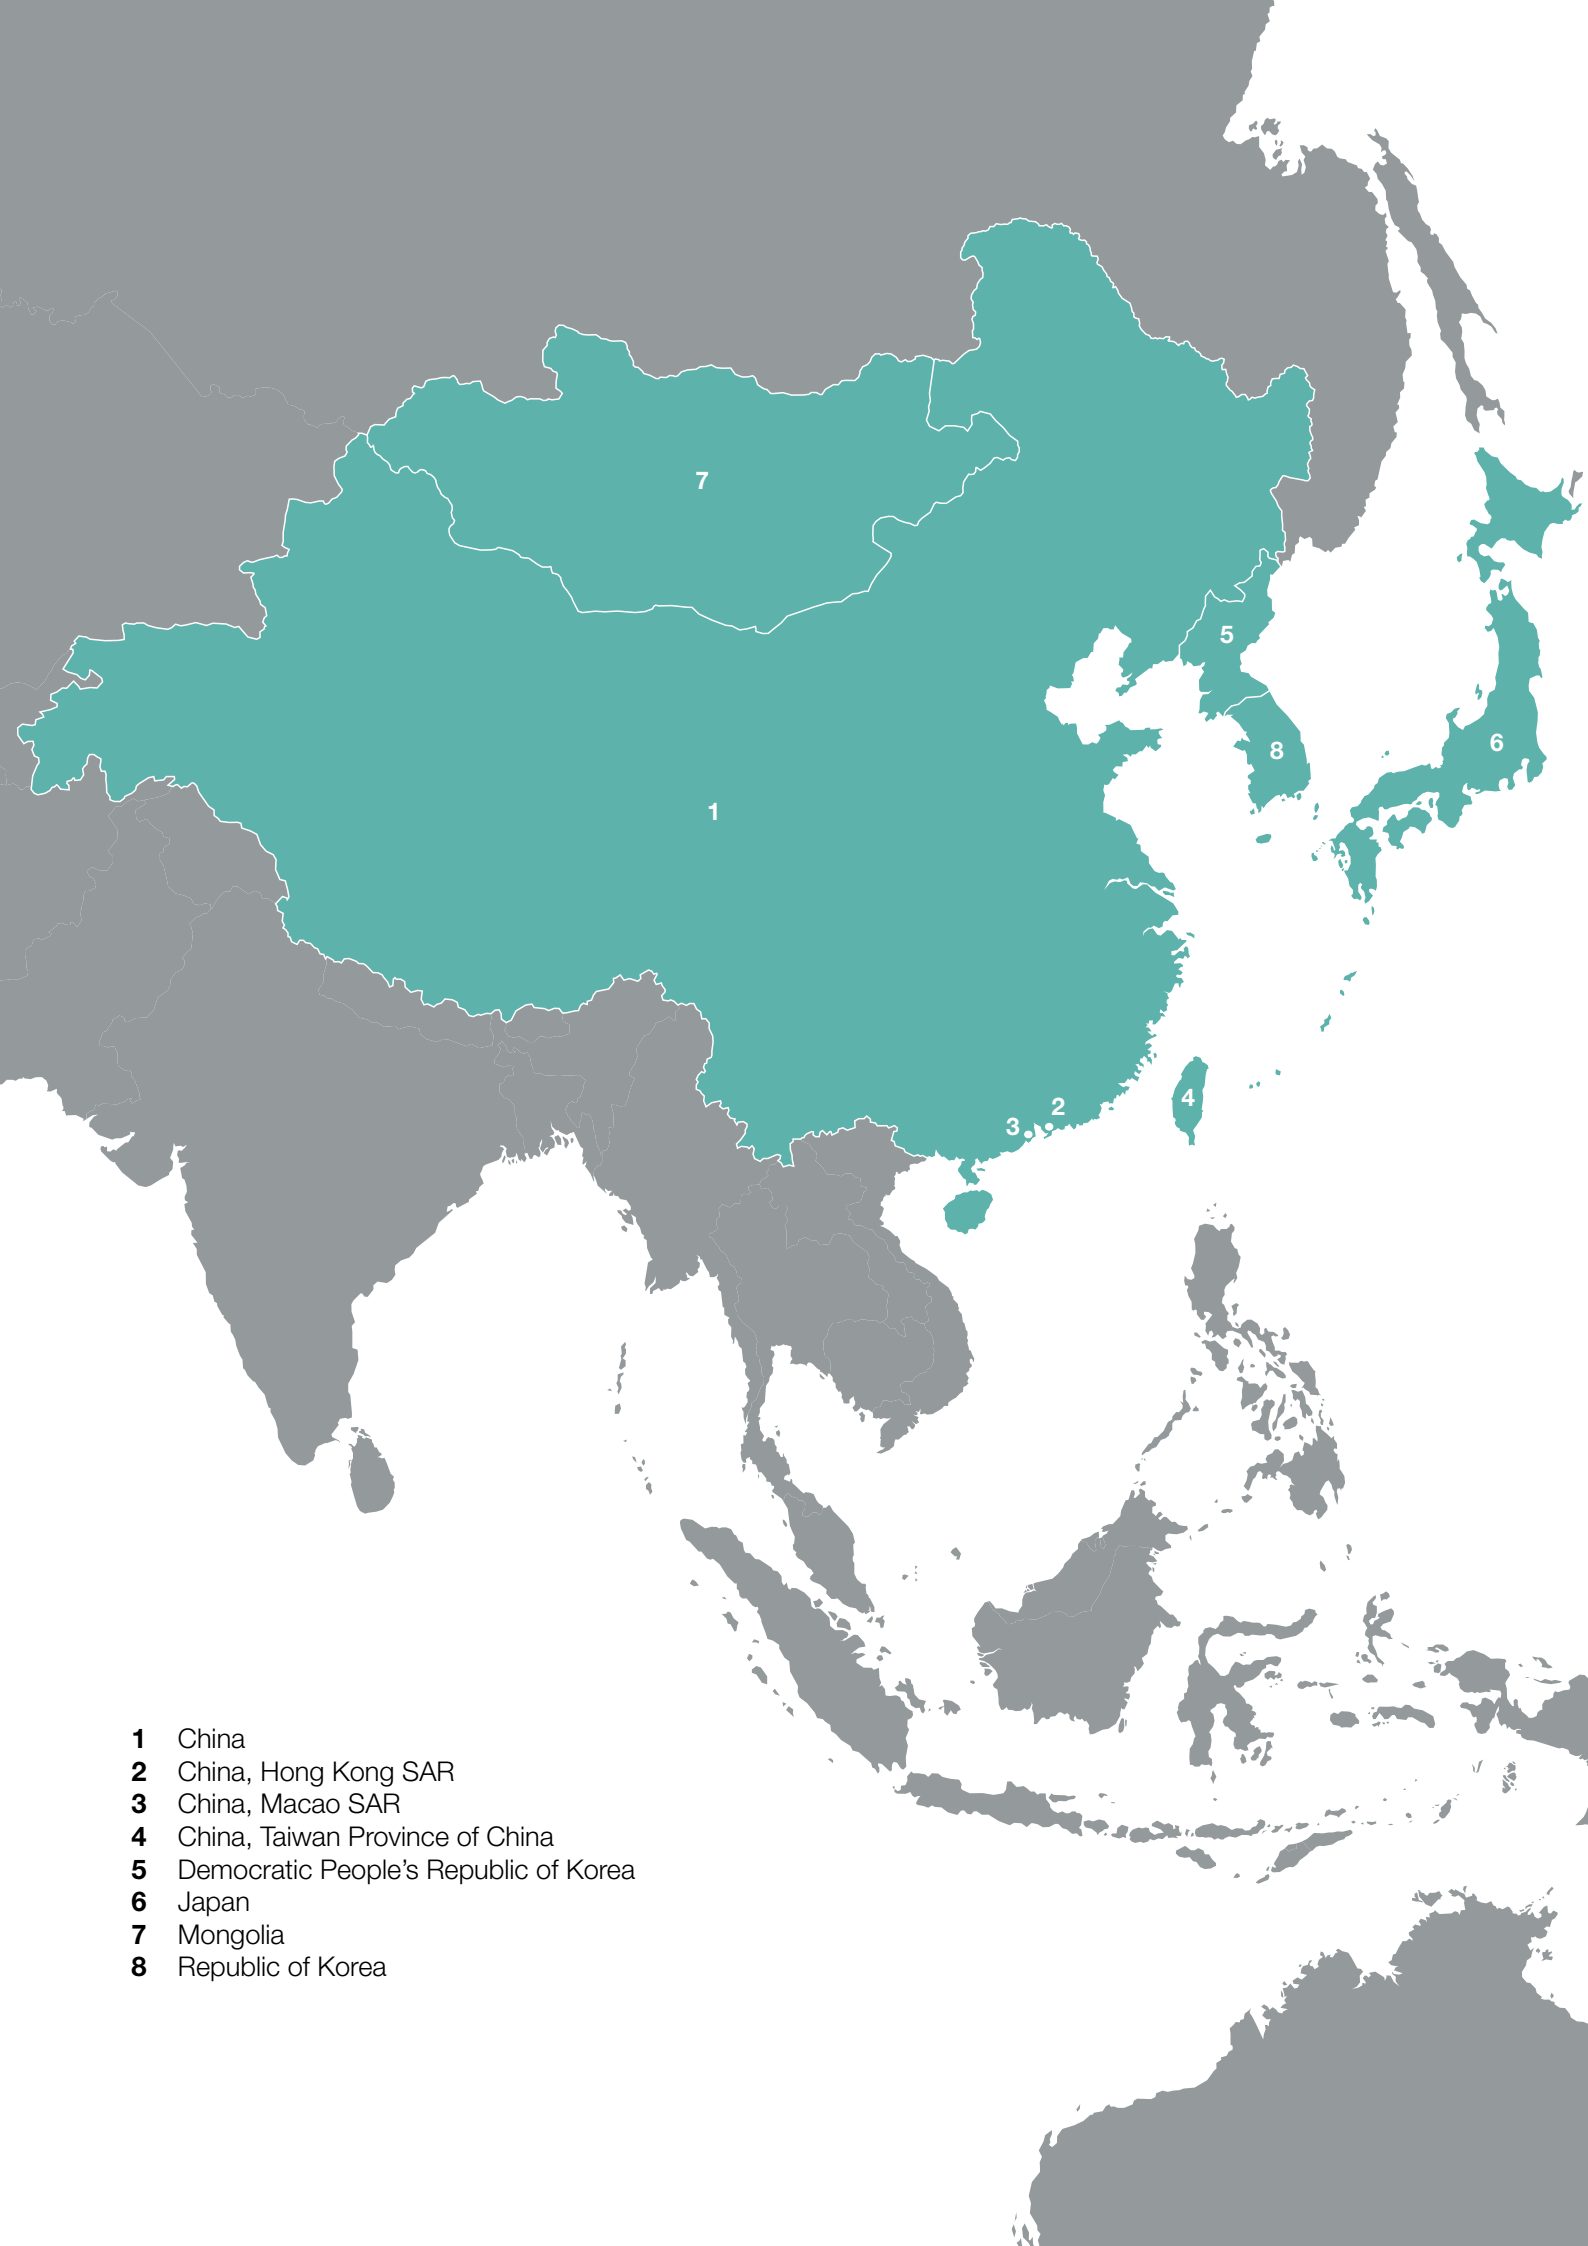 7
5
6
8
1
2
4
3
1 China
2 China, Hong Kong SAR
3 China, Macao SAR
4 China, Taiwan Province of China
5 Democratic People’s Republic of Korea
6 Japan
7 Mongolia
8 Republic of Korea